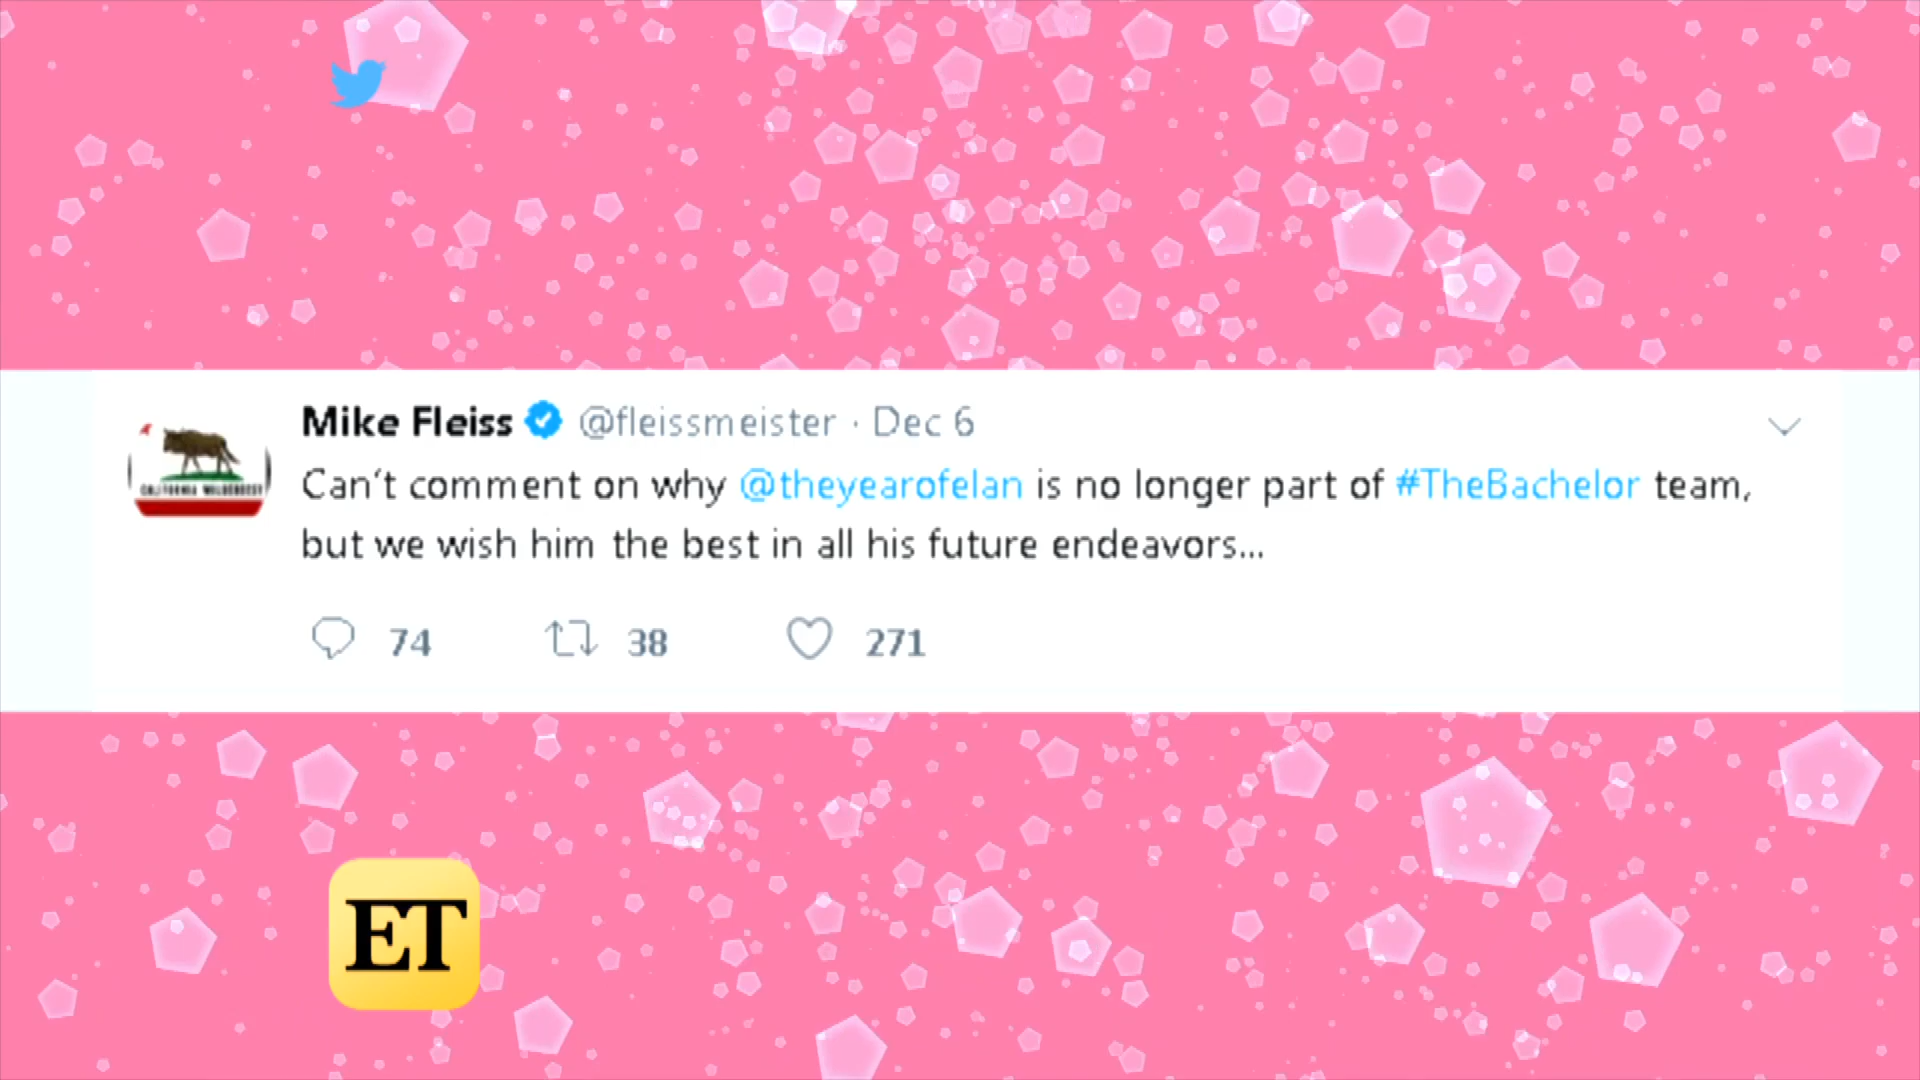 Mike Fleiss @fleissmeister · Dec 6
Can't comment on why @theyearofelan is no longer part of #TheBachelor team,
but we wish him the best in all his future endeavors...
74 38 271
ET